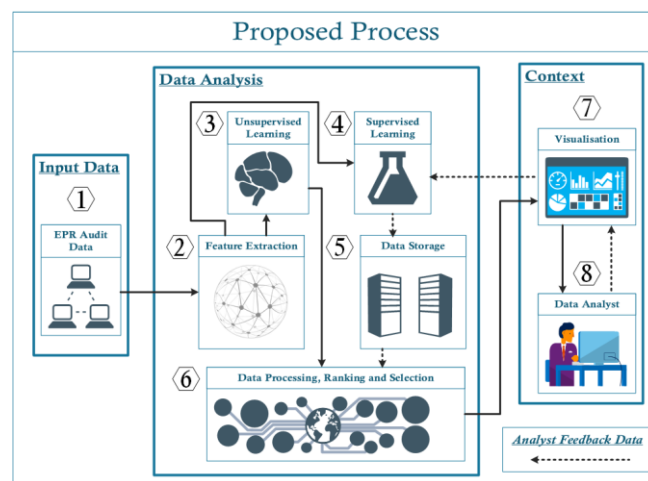 Proposed Process
Input Data
1
EPR Audit
Data
Data Analysis
2
Feature Extraction
3
Unsupervised
Learning
4
Supervised
Learning
5
Data Storage
6
Data Processing, Ranking and Selection
Context
7
Visualisation
8
Data Analyst
Analyst Feedback Data